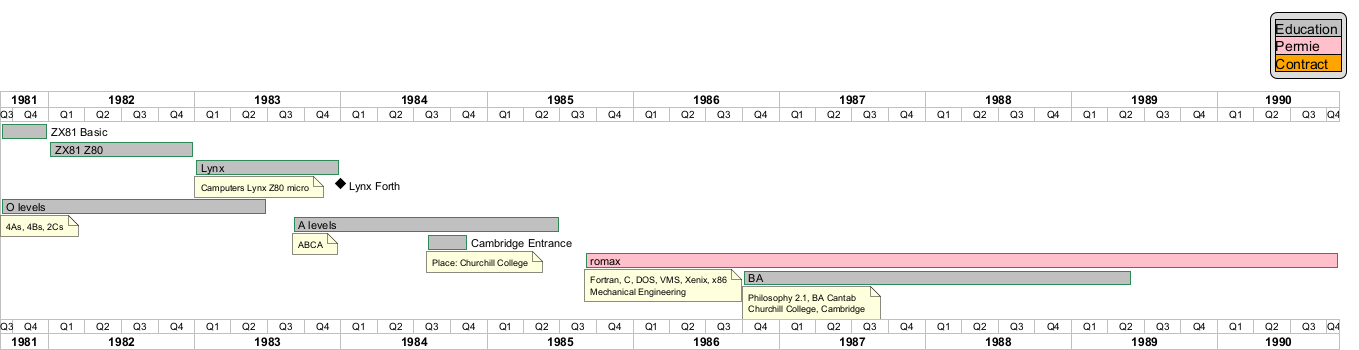 Education
Permie
Contract
1981 1982 1983 1984 1985 1986 1987 1988 1989 1990
Q3 Q4 Q1 Q2 Q3 Q4 Q1 Q2 Q3 Q4 Q1 Q2 Q3 Q4 Q1 Q2 Q3 Q4 Q1 Q2 Q3 Q4 Q1 Q2 Q3 Q4 Q1 Q2 Q3 Q4 Q1 Q2 Q3 Q4 Q1 Q2 Q3 Q4
ZX81 Basic
ZX81 Z80
Lynx
Camputers Lynx Z80 micro
Lynx Forth
O levels
4As, 4Bs, 2Cs
A levels
ABCA
Cambridge Entrance
Place: Churchill College
romax
Fortran, C, DOS, VMS, Xenix, x86
Mechanical Engineering
BA
Philosophy 2.1, BA Cantab
Churchill College, Cambridge
Q3 Q4 Q1 Q2 Q3 Q4 Q1 Q2 Q3 Q4 Q1 Q2 Q3 Q4 Q1 Q2 Q3 Q4 Q1 Q2 Q3 Q4 Q1 Q2 Q3 Q4 Q1 Q2 Q3 Q4 Q1 Q2 Q3 Q4 Q1 Q2 Q3 Q4
1981 1982 1983 1984 1985 1986 1987 1988 1989 1990